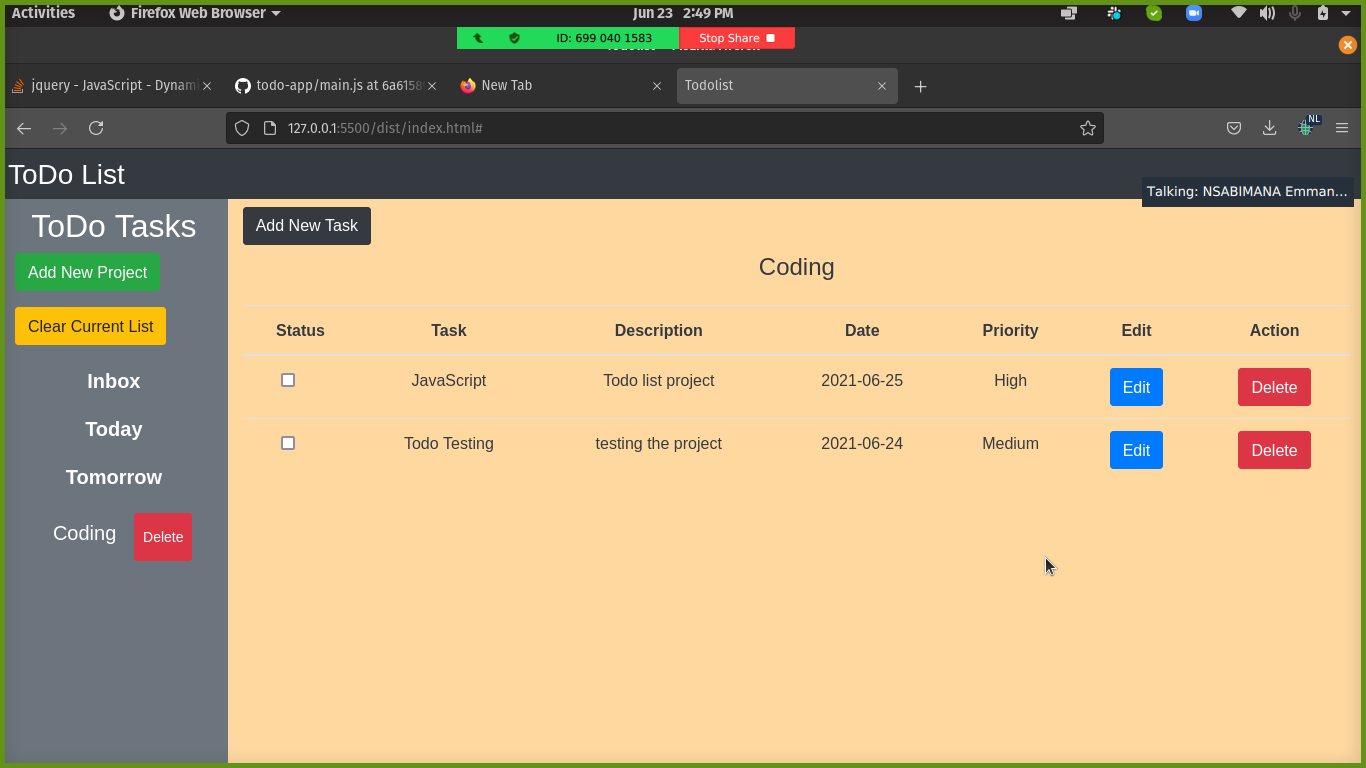 Activities Firefox Web Browser Jun 23 2:49 PM
ID: 699 040 1583 Stop Share
jquery - JavaScript - Dynam todo-app/main.js at 6a6158 New Tab Todolist
127.0.0.1:5500/dist/index.html# NL
ToDo List
Talking: NSABIMANA Emman...
ToDo Tasks
Add New Project
Clear Current List
Inbox
Today
Tomorrow
Coding Delete
Add New Task
Coding
Status Task Description Date Priority Edit Action
JavaScript Todo list project 2021-06-25 High Edit Delete
Todo Testing testing the project 2021-06-24 Medium Edit Delete